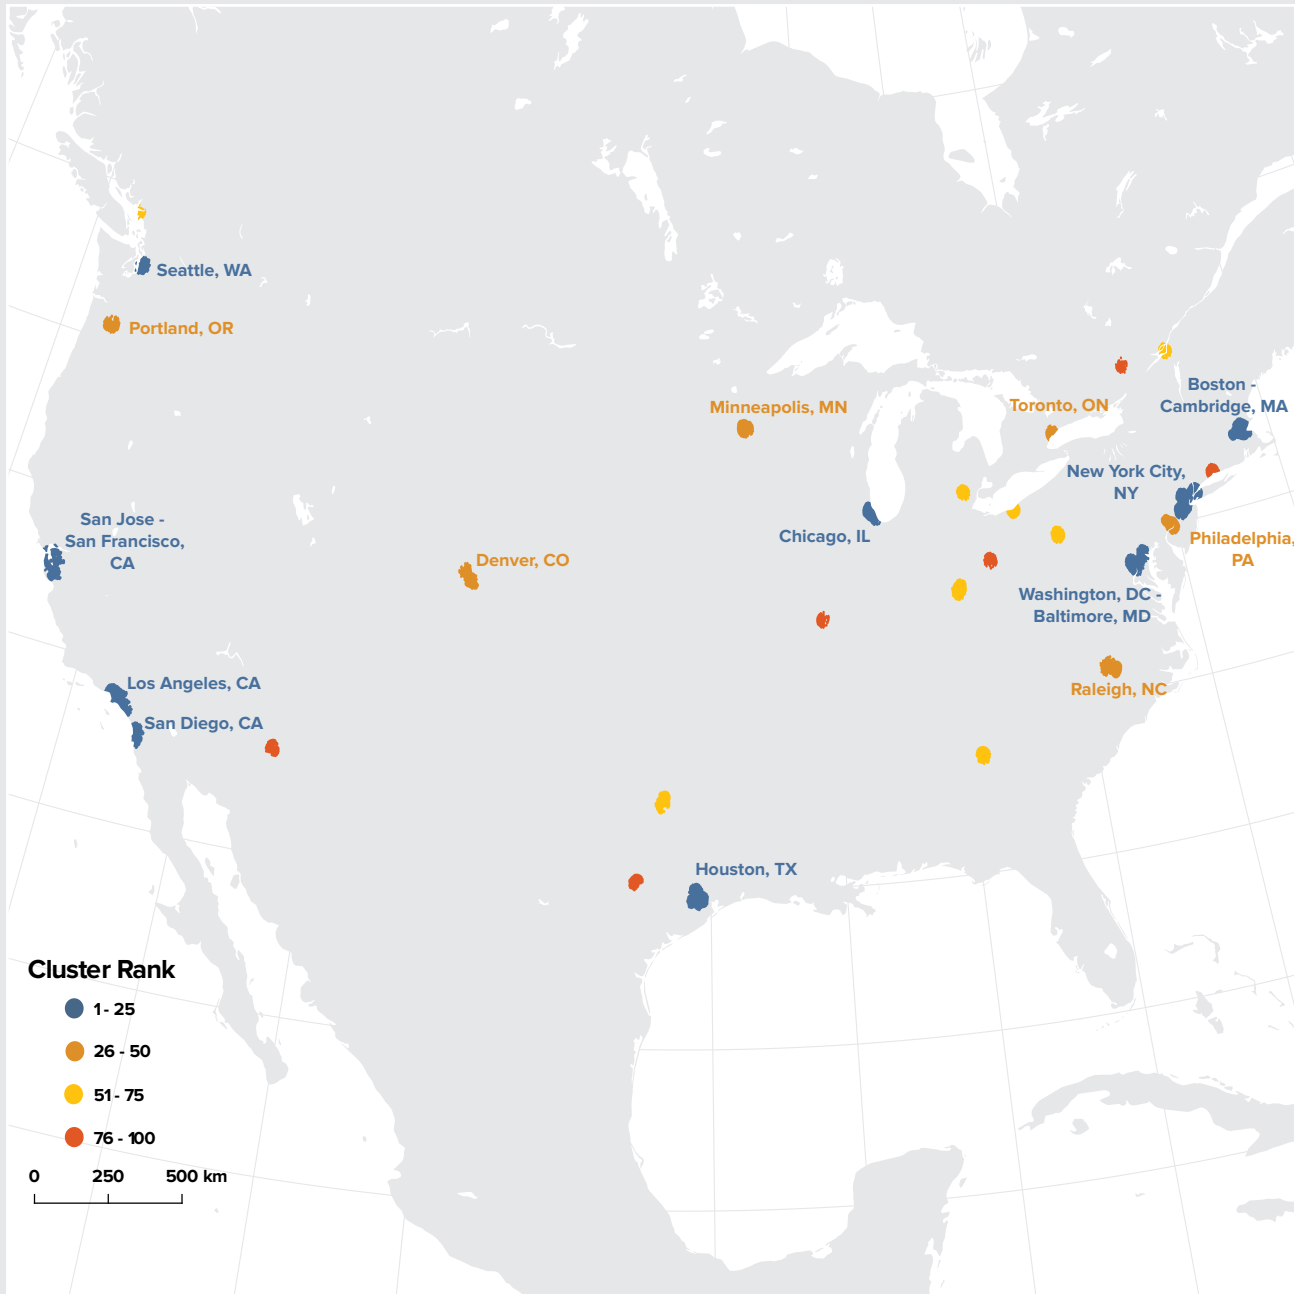 Seattle, WA
Portland, OR
Boston -
Cambridge, MA
Minneapolis, MN
Toronto, ON
New York City,
NY
San Jose -
San Francisco,
CA
Chicago, IL
Philadelphia,
PA
Denver, CO
Washington, DC -
Baltimore, MD
Los Angeles, CA
Raleigh, NC
San Diego, CA
Houston, TX
Cluster Rank
1 - 25
26 - 50
51 - 75
76 - 100
0 250 500 km